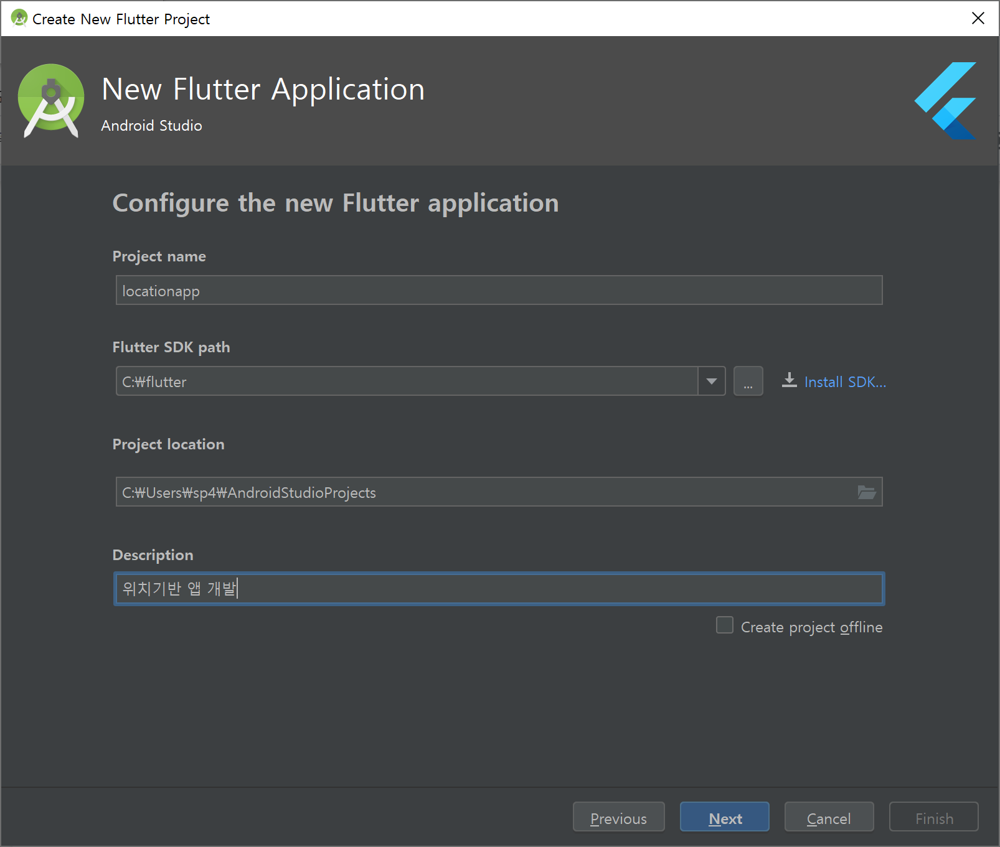 Create New Flutter Project
New Flutter Application
Android Studio
Configure the new Flutter application
Project name
locationapp
Flutter SDK path
C:₩flutter
...
Install SDK...
Project location
C:₩Users₩sp4₩AndroidStudioProjects
Description
위치기반 앱 개발
Create project offline
Previous Next Cancel Finish